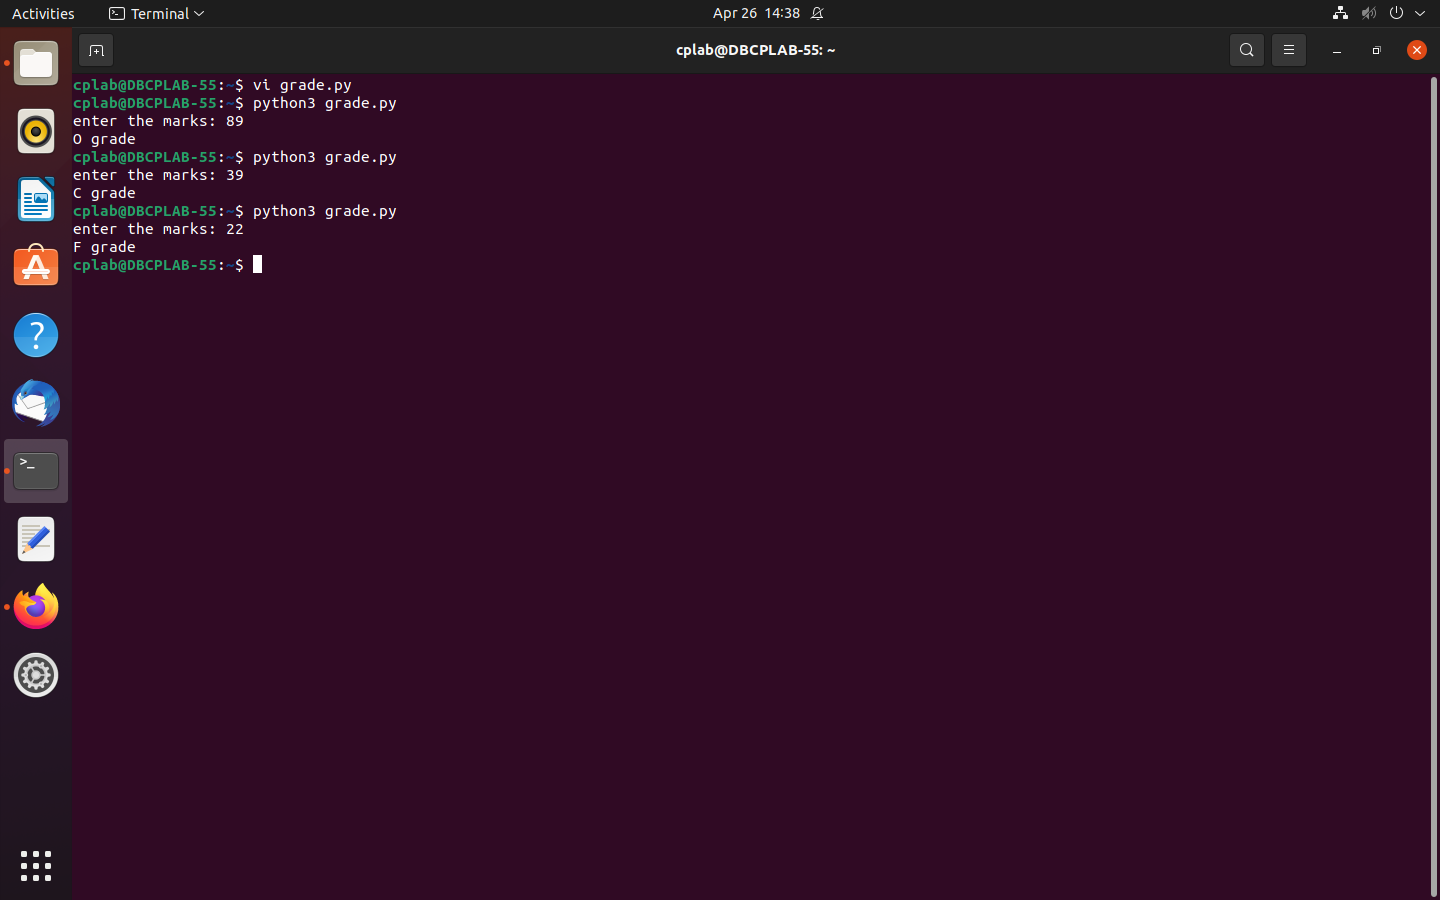 Activities
Terminal
Apr 26 14:38
cplab@DBCPLAB-55: ~
cplab@DBCPLAB-55:~$ vi grade.py
cplab@DBCPLAB-55:~$ python3 grade.py
enter the marks: 89
O grade
cplab@DBCPLAB-55:~$ python3 grade.py
enter the marks: 39
C grade
cplab@DBCPLAB-55:~$ python3 grade.py
enter the marks: 22
F grade
cplab@DBCPLAB-55:~$